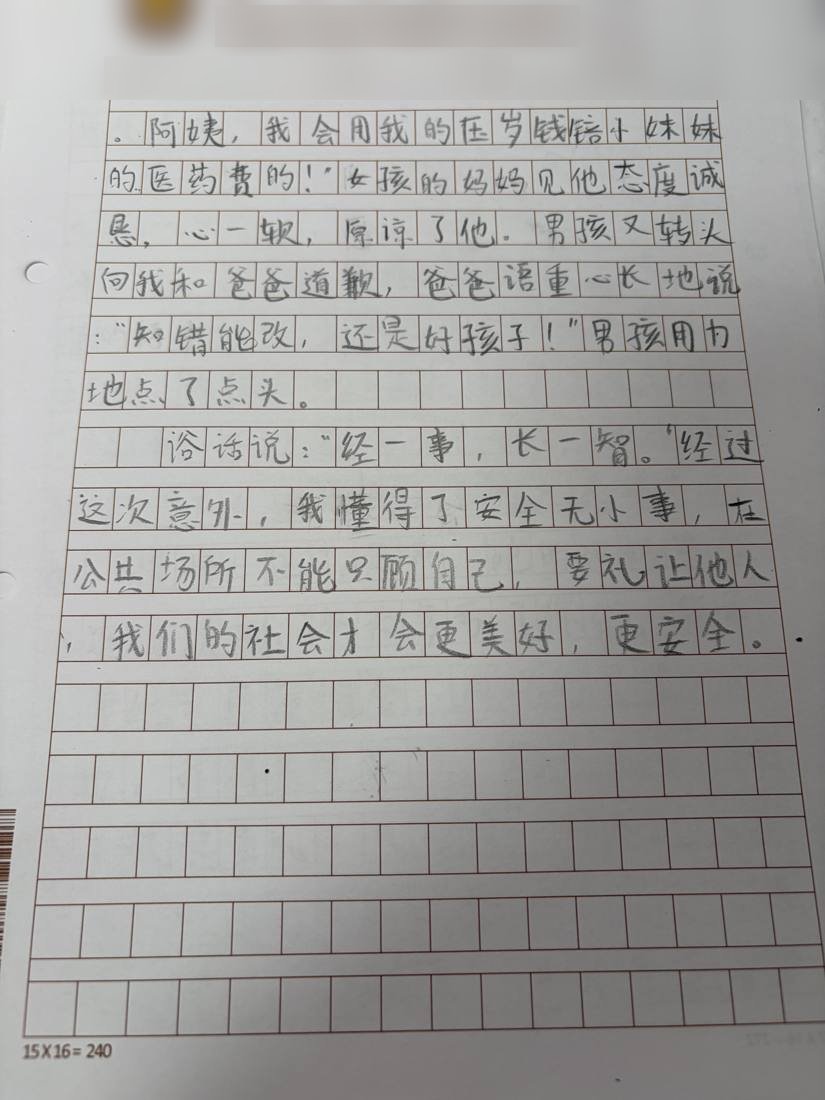 。阿姨，我会用我的压岁钱赔小妹妹
的医药费的！”女孩的妈妈见他态度诚
恳，心一软，原谅了他。男孩又转头
向我和爸爸道歉，爸爸语重心长地说
：“知错能改，还是好孩子！”男孩用力
地点了点头。
俗话说：“经一事，长一智。”经过
这次意外，我懂得了安全无小事，在
公共场所不能只顾自己，要礼让他人
，我们的社会才会更美好，更安全。
15X16=240